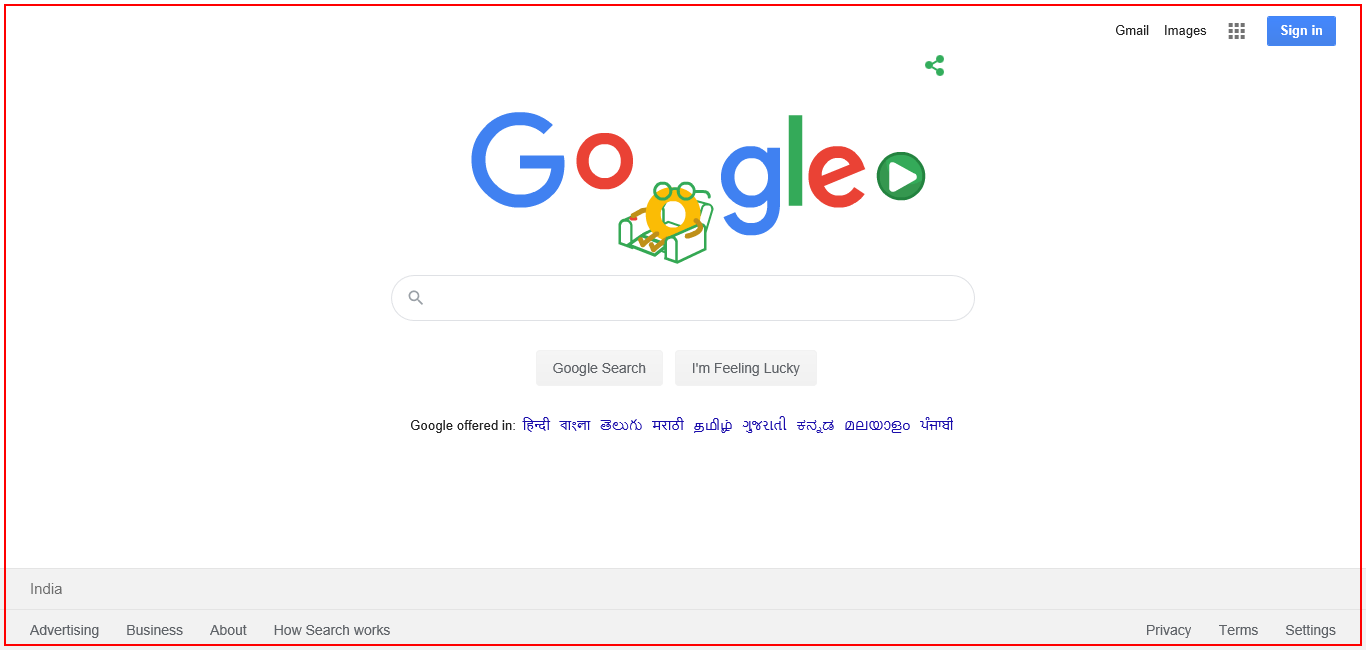 Gmail Images Sign in
Google
Google Search I'm Feeling Lucky
Google offered in: हिन्दी বাংলা తెలుగు मराठी தமிழ் ગુજરાતી ಕನ್ನಡ മലയാളം ਪੰਜਾਬੀ
India
Advertising Business About How Search works Privacy Terms Settings